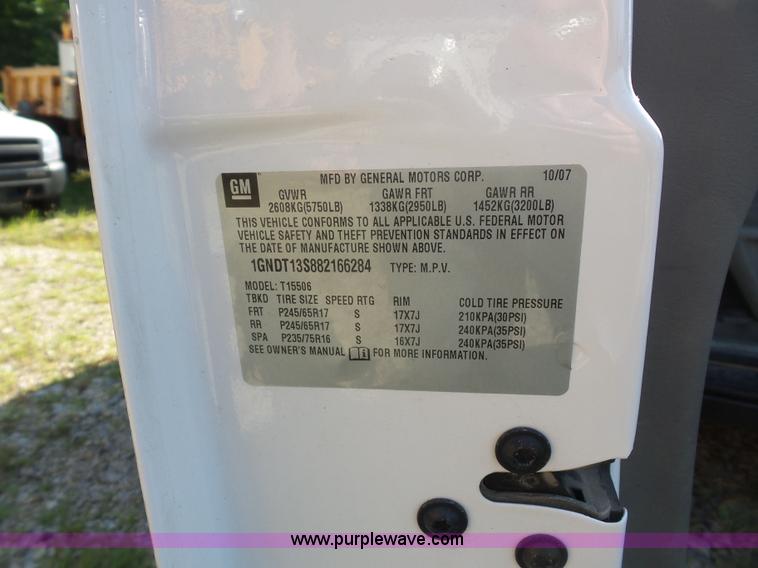 GM
MFD BY GENERAL MOTORS CORP. 10/07
GVWR GAWR FRT GAWR RR
2608KG(5750LB) 1338KG(2950LB) 1452KG(3200LB)
THIS VEHICLE CONFORMS TO ALL APPLICABLE U.S. FEDERAL MOTOR
VEHICLE SAFETY AND THEFT PREVENTION STANDARDS IN EFFECT ON
THE DATE OF MANUFACTURE SHOWN ABOVE.
1GNDT13S882166284 TYPE: M.P.V.
MODEL: T15506
TBKD TIRE SIZE SPEED RTG RIM COLD TIRE PRESSURE
FRT P245/65R17 S 17X7J 210KPA(30PSI)
RR P245/65R17 S 17X7J 240KPA(35PSI)
SPA P235/75R16 S 16X7J 240KPA(35PSI)
SEE OWNER'S MANUAL FOR MORE INFORMATION.
www.purplewave.com